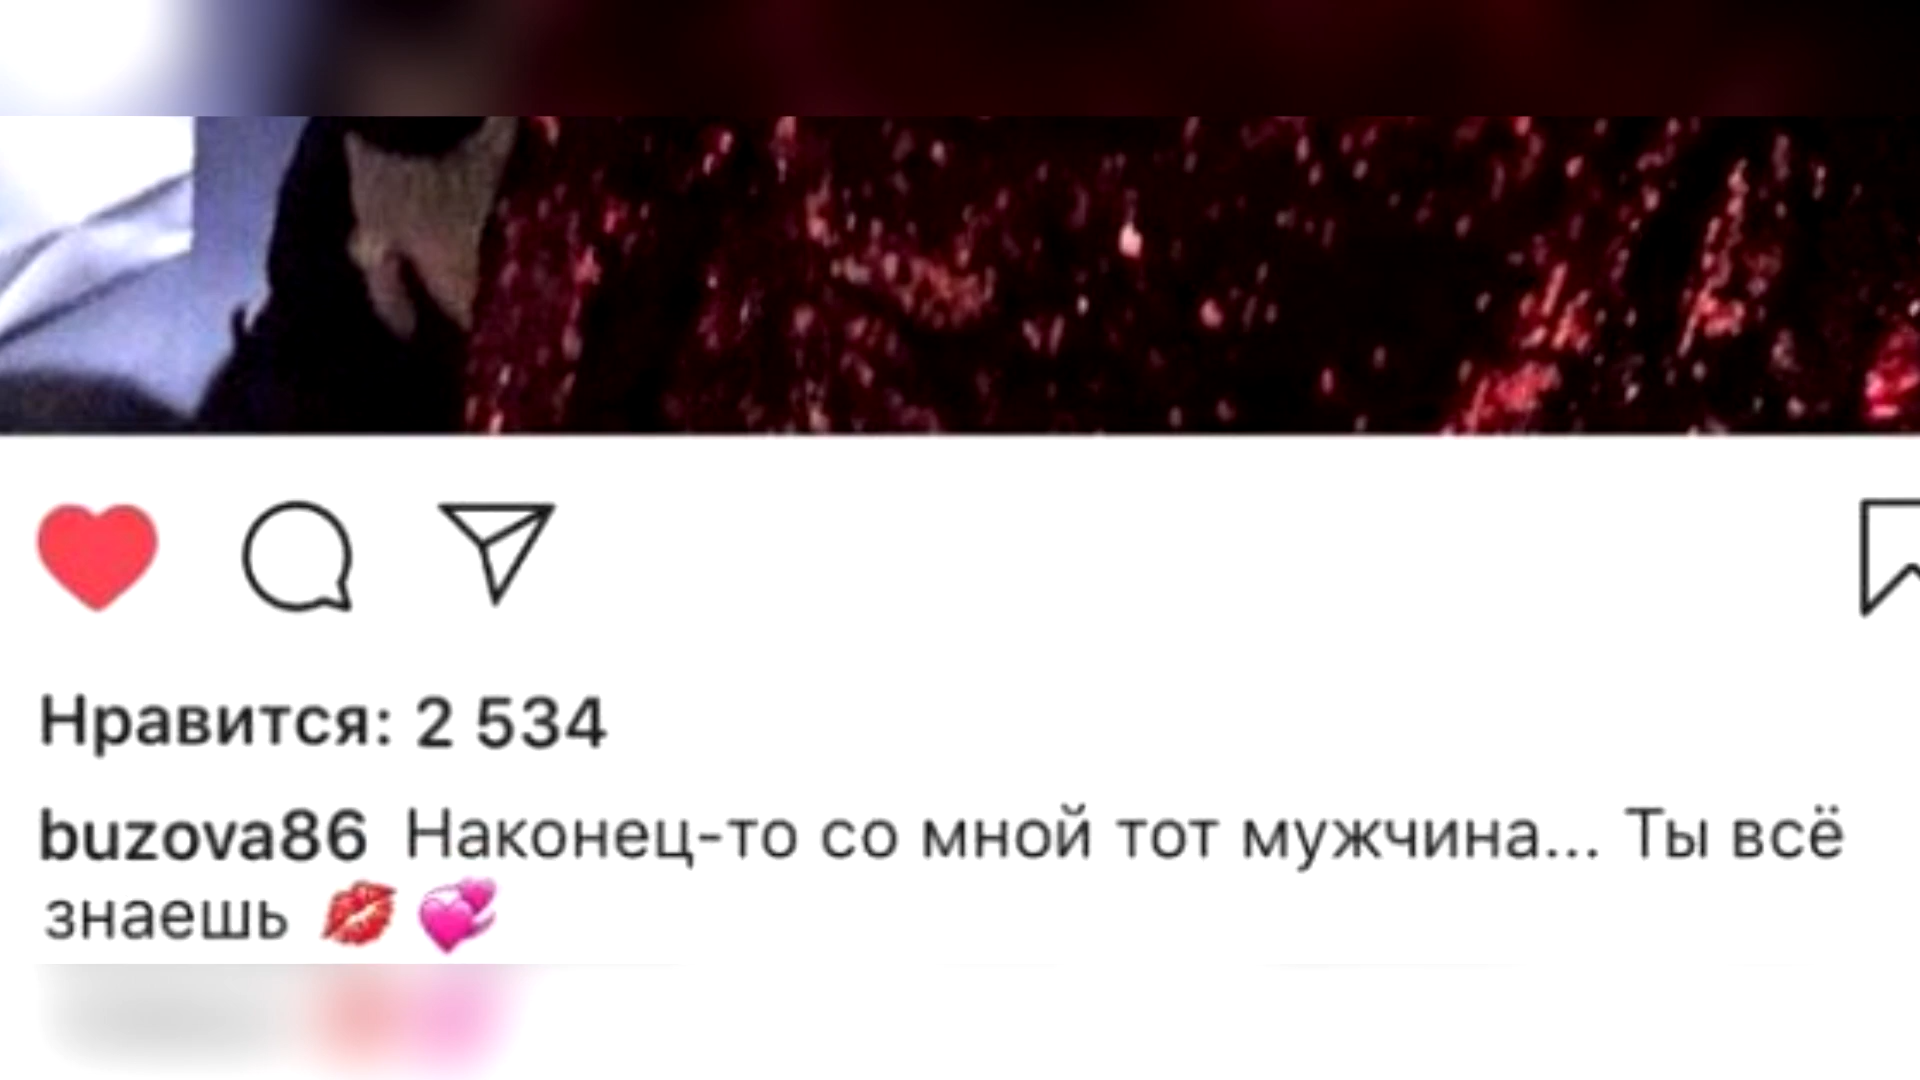 Нравится: 2 534
buzova86 Наконец-то со мной тот мужчина... Ты всё
знаешь 💋 💞